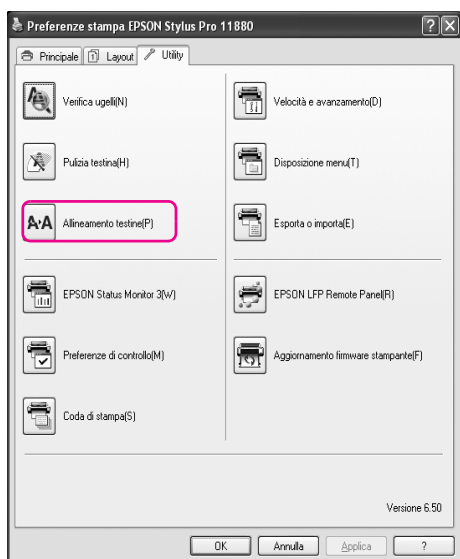 Preferenze stampa EPSON Stylus Pro 11880
Principale Layout Utility
Verifica ugelli(N)
Velocità e avanzamento(D)
Pulizia testina(H)
Disposizione menu(T)
Allineamento testine(P)
Esporta o importa(E)
EPSON Status Monitor 3(W)
EPSON LFP Remote Panel(R)
Preferenze di controllo(M)
Aggiornamento firmware stampante(F)
Coda di stampa(S)
Versione 6.50
OK Annulla Applica ?